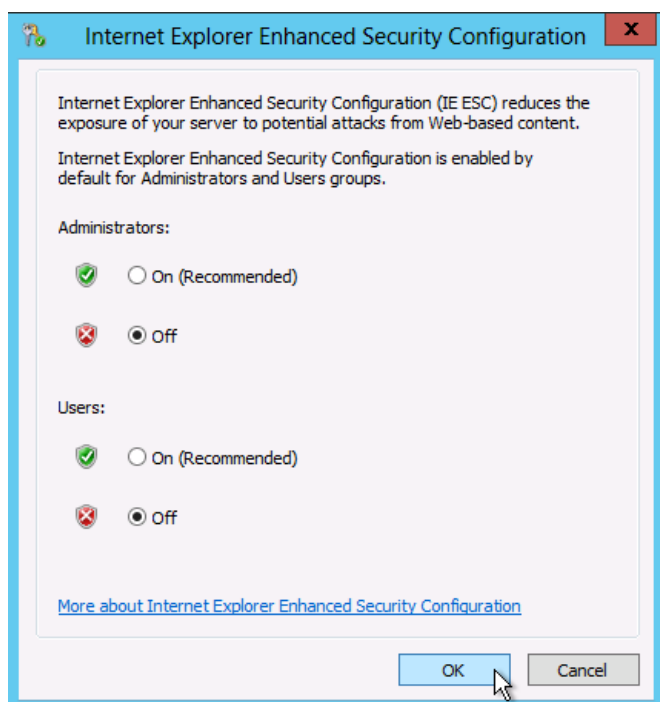 Internet Explorer Enhanced Security Configuration
x
Internet Explorer Enhanced Security Configuration (IE ESC) reduces the
exposure of your server to potential attacks from Web-based content.
Internet Explorer Enhanced Security Configuration is enabled by
default for Administrators and Users groups.
Administrators:
On (Recommended)
Off
Users:
On (Recommended)
Off
More about Internet Explorer Enhanced Security Configuration
OK
Cancel